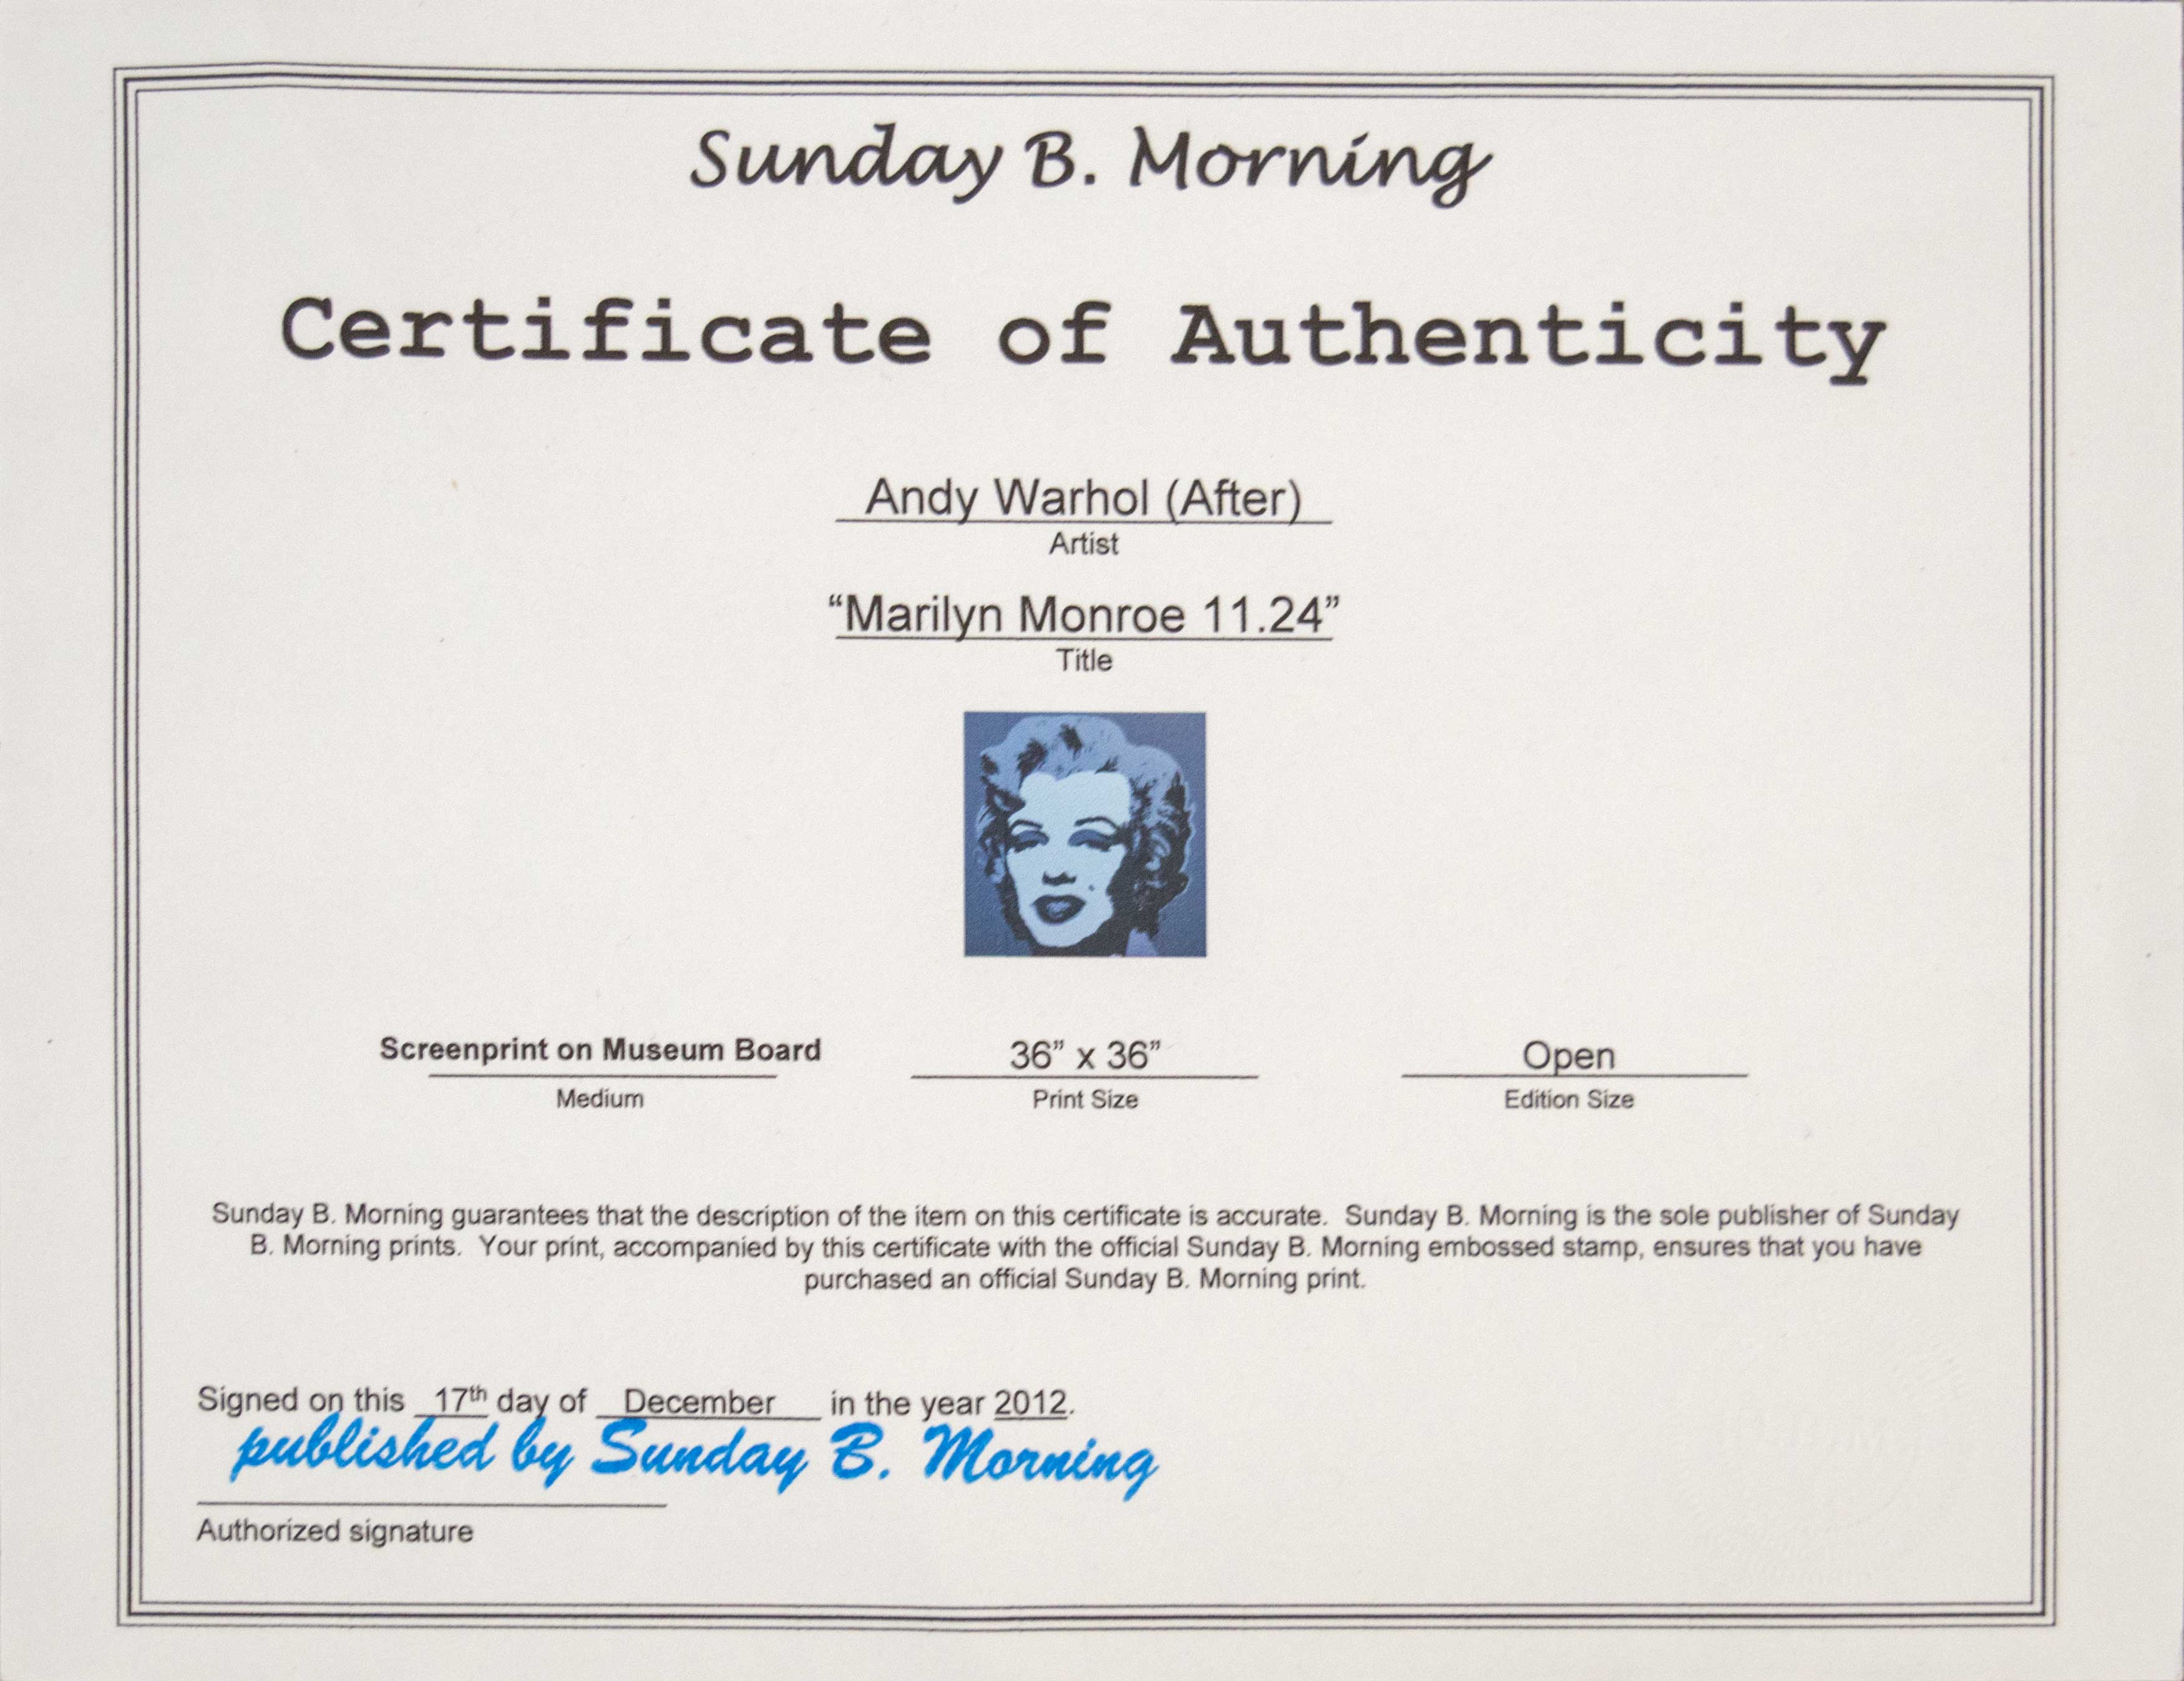 Sunday B. Morning
Certificate of Authenticity
Andy Warhol (After)
Artist
“Marilyn Monroe 11.24”
Title
Screenprint on Museum Board
Medium
36” x 36”
Print Size
Open
Edition Size
Sunday B. Morning guarantees that the description of the item on this certificate is accurate. Sunday B. Morning is the sole publisher of Sunday
B. Morning prints. Your print, accompanied by this certificate with the official Sunday B. Morning embossed stamp, ensures that you have
purchased an official Sunday B. Morning print.
Signed on this 17th day of December in the year 2012.
published by Sunday B. Morning
Authorized signature